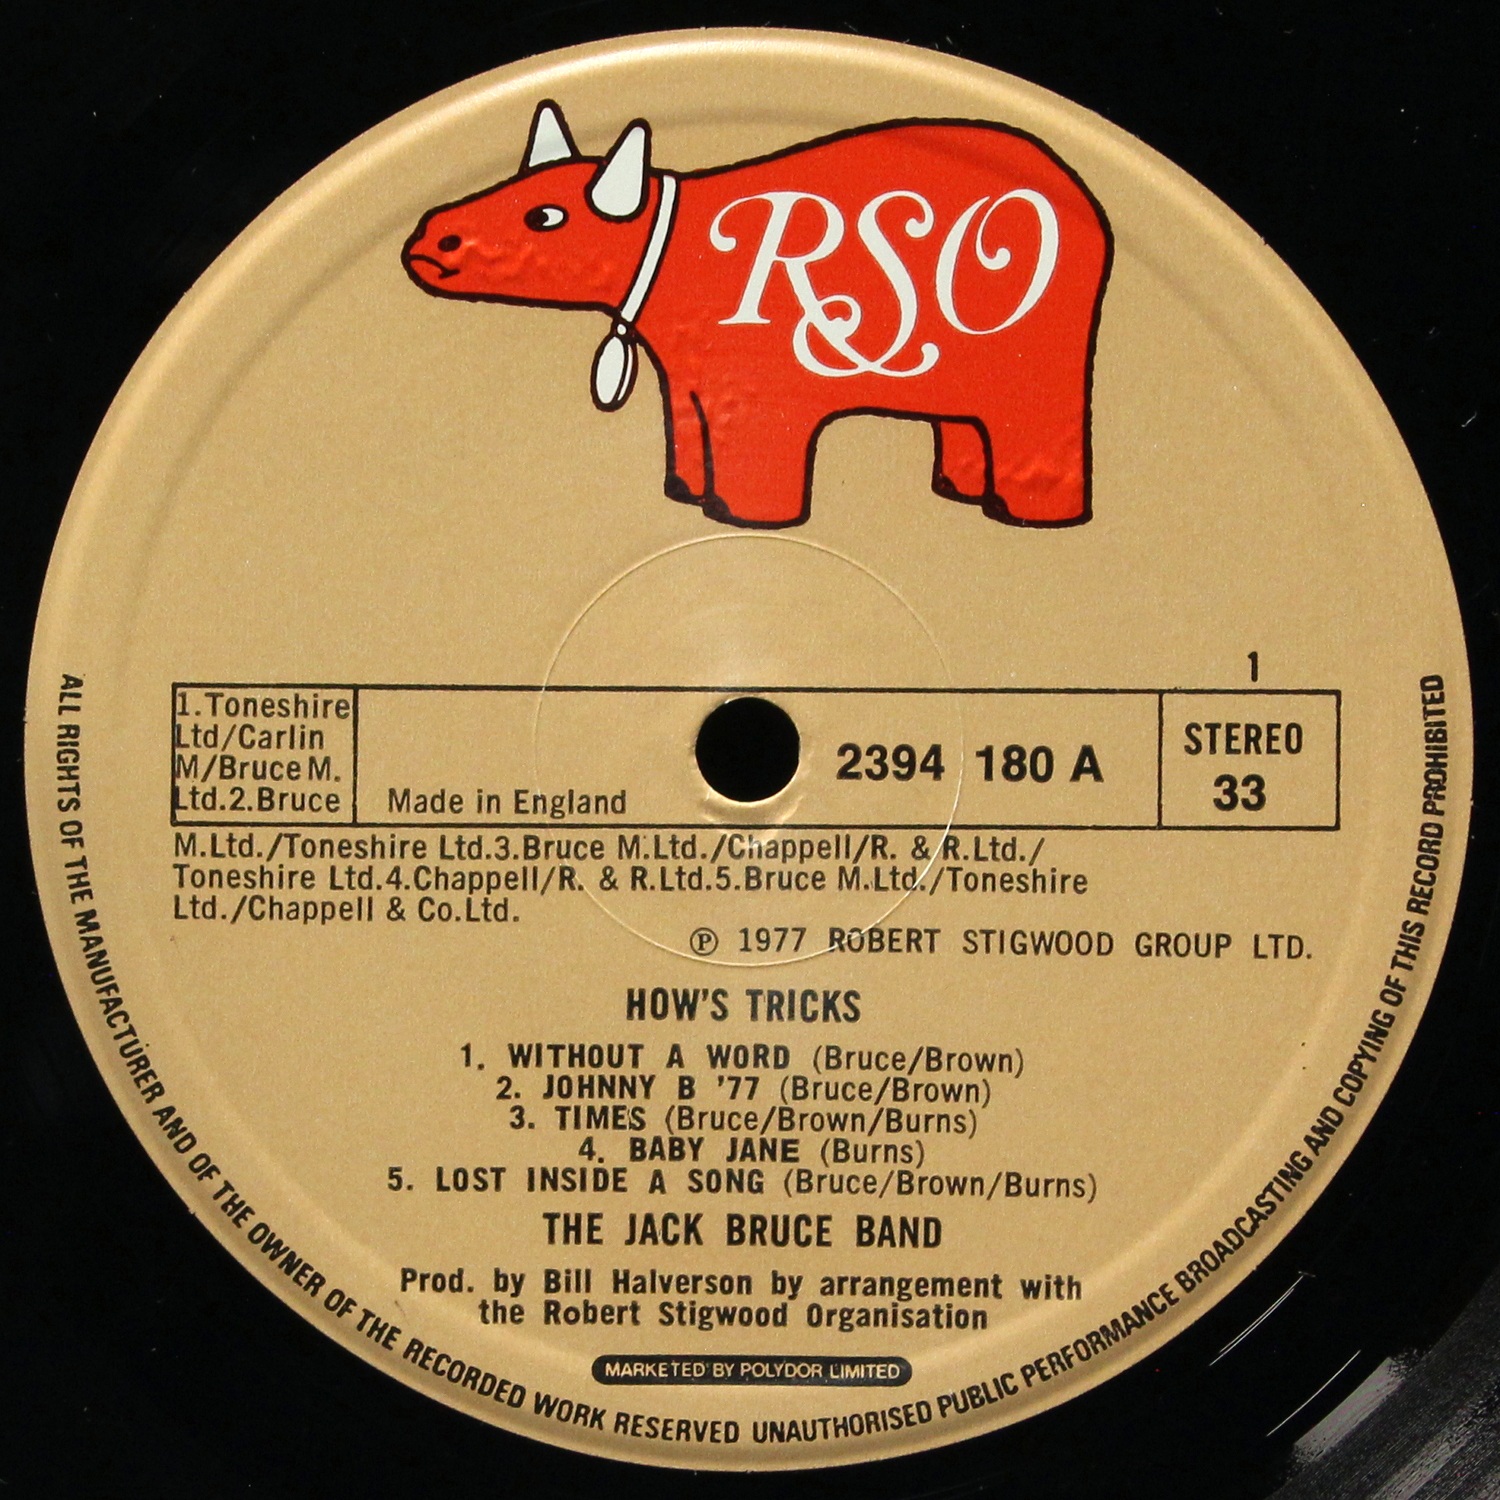 RSO
1
1.Toneshire
Ltd/Carlin
M/Bruce M.
Ltd.2.Bruce
Made in England
2394 180 A
STEREO
33
M.Ltd./Toneshire Ltd.3.Bruce M.Ltd./Chappell/R. & R.Ltd./
Toneshire Ltd.4.Chappell/R. & R.Ltd.5.Bruce M.Ltd./Toneshire
Ltd./Chappell & Co.Ltd.
℗ 1977 ROBERT STIGWOOD GROUP LTD.
HOW'S TRICKS
1. WITHOUT A WORD (Bruce/Brown)
2. JOHNNY B '77 (Bruce/Brown)
3. TIMES (Bruce/Brown/Burns)
4. BABY JANE (Burns)
5. LOST INSIDE A SONG (Bruce/Brown/Burns)
THE JACK BRUCE BAND
Prod. by Bill Halverson by arrangement with
the Robert Stigwood Organisation
MARKETED BY POLYDOR LIMITED
ALL RIGHTS OF THE MANUFACTURER AND OF THE OWNER OF THE RECORDED WORK RESERVED UNAUTHORISED PUBLIC PERFORMANCE BROADCASTING AND COPYING OF THIS RECORD PROHIBITED